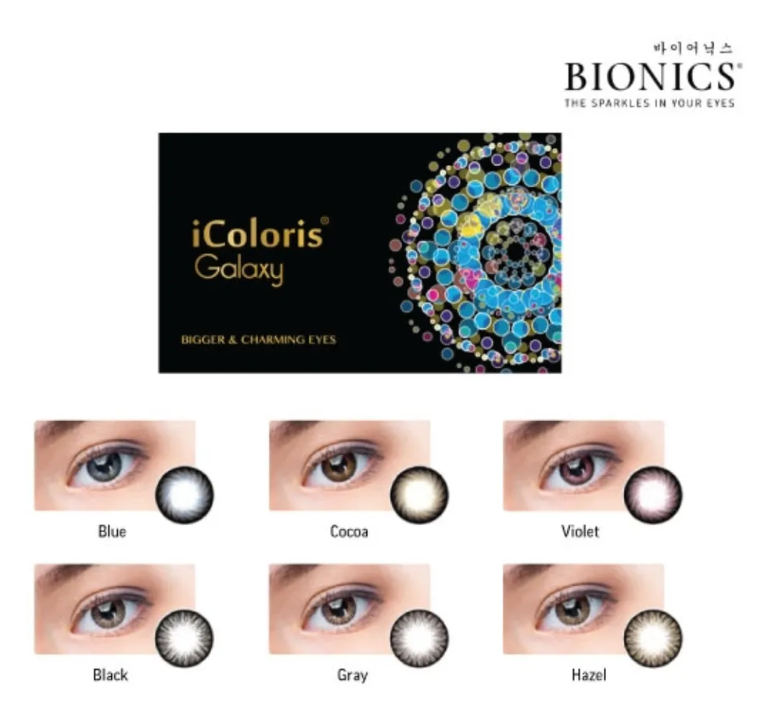 바이어닉스
BIONICS®
THE SPARKLES IN YOUR EYES
iColoris®
Galaxy
BIGGER & CHARMING EYES
Blue
Cocoa
Violet
Black
Gray
Hazel